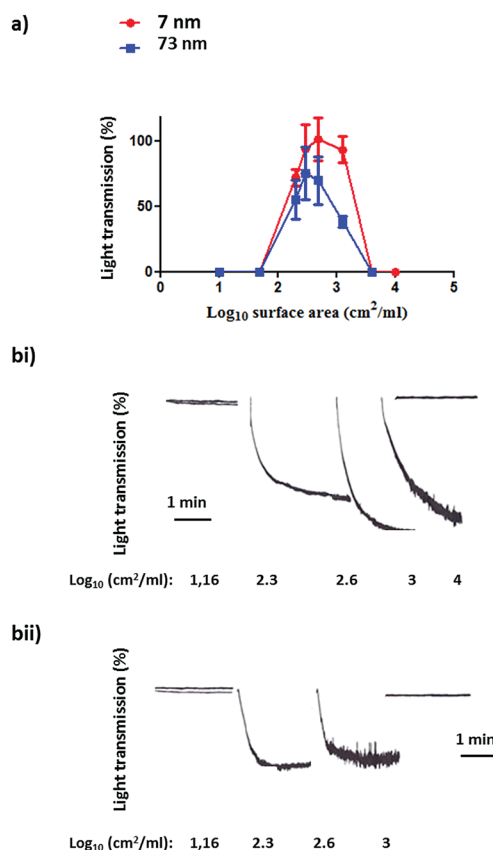 a)
7 nm
73 nm
Light transmission (%)
100
50
0
0 1 2 3 4 5
Log10 surface area (cm2/ml)
bi)
Light transmission (%)
1 min
Log10 (cm2/ml): 1,16 2.3 2.6 3 4
bii)
Light transmission (%)
1 min
Log10 (cm2/ml): 1,16 2.3 2.6 3